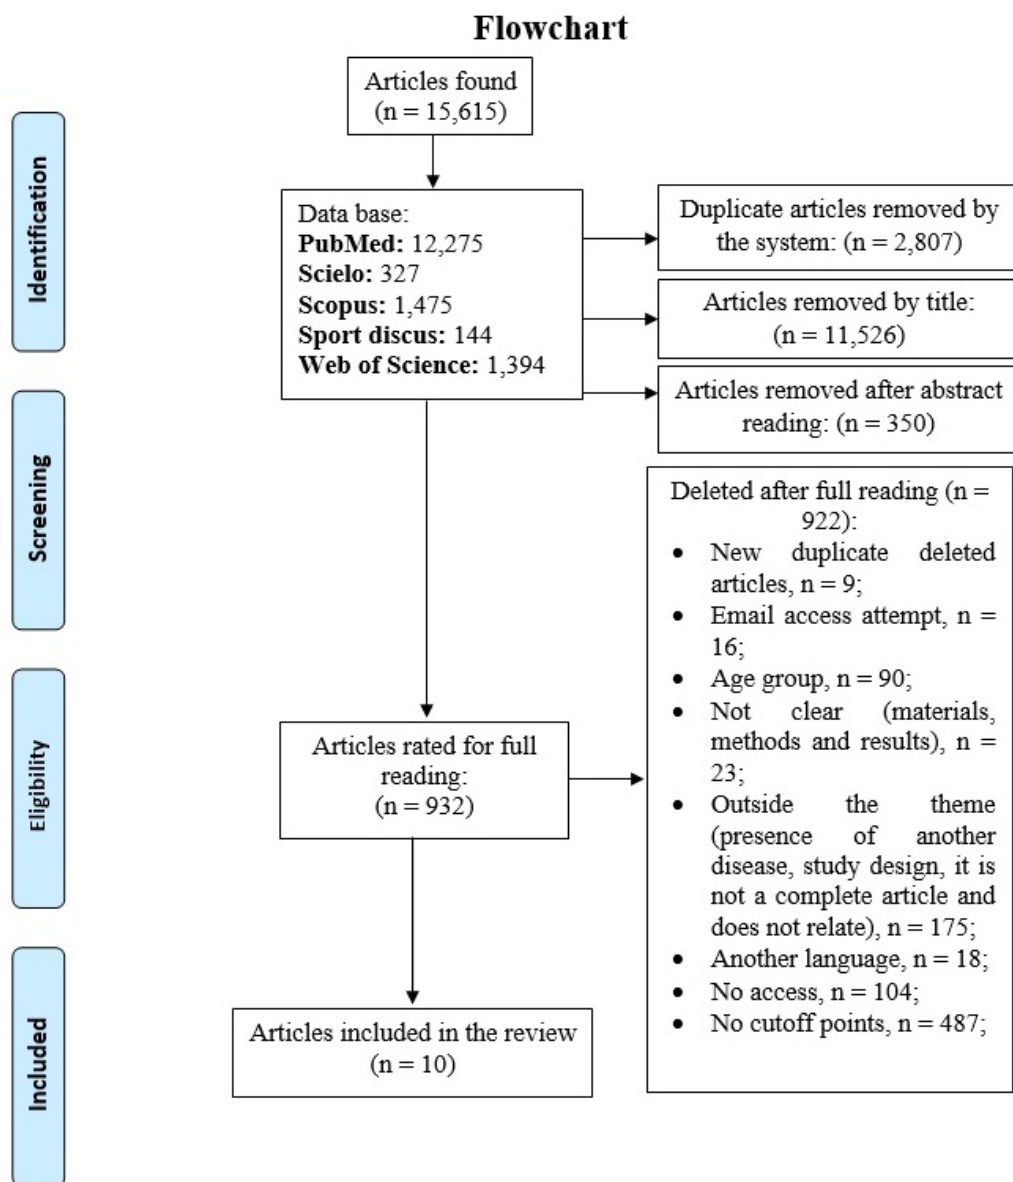 Flowchart
Articles found
(n = 15,615)
Identification
Data base:
PubMed: 12,275
Scielo: 327
Scopus: 1,475
Sport discus: 144
Web of Science: 1,394
Duplicate articles removed by
the system: (n = 2,807)
Articles removed by title:
(n = 11,526)
Articles removed after abstract
reading: (n = 350)
Screening
Deleted after full reading (n =
922):
• New duplicate deleted
articles, n = 9;
• Email access attempt, n =
16;
• Age group, n = 90;
• Not clear (materials,
methods and results), n =
23;
• Outside the theme
(presence of another
disease, study design, it is
not a complete article and
does not relate), n = 175;
• Another language, n = 18;
• No access, n = 104;
• No cutoff points, n = 487;
Eligibility
Articles rated for full
reading:
(n = 932)
Included
Articles included in the review
(n = 10)